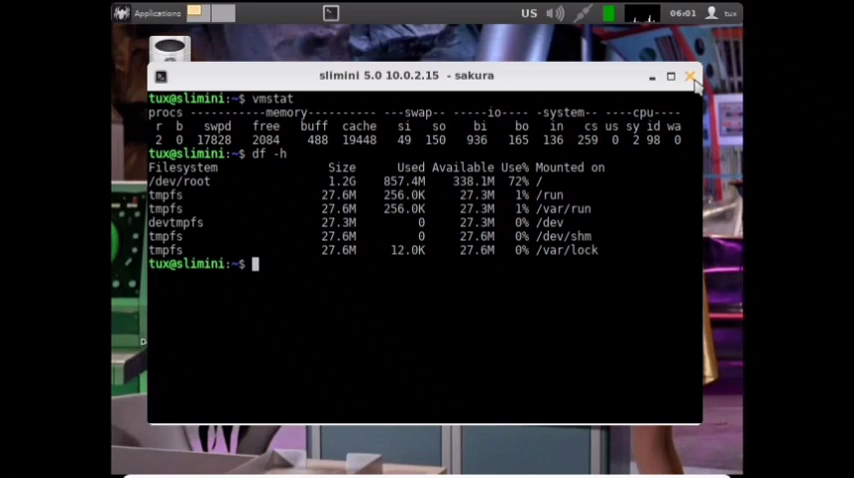 Applications US 06:01 tux
slimini 5.0 10.0.2.15 - sakura
tux@slimini:~$ vmstat
procs -----------memory---------- ---swap-- -----io---- -system-- ----cpu----
r b swpd free buff cache si so bi bo in cs us sy id wa
2 0 17828 2084 488 19448 49 150 936 165 136 259 0 2 98 0
tux@slimini:~$ df -h
Filesystem Size Used Available Use% Mounted on
/dev/root 1.2G 857.4M 338.1M 72% /
tmpfs 27.6M 256.0K 27.3M 1% /run
tmpfs 27.6M 256.0K 27.3M 1% /var/run
devtmpfs 27.3M 0 27.3M 0% /dev
tmpfs 27.6M 0 27.6M 0% /dev/shm
tmpfs 27.6M 12.0K 27.6M 0% /var/lock
tux@slimini:~$